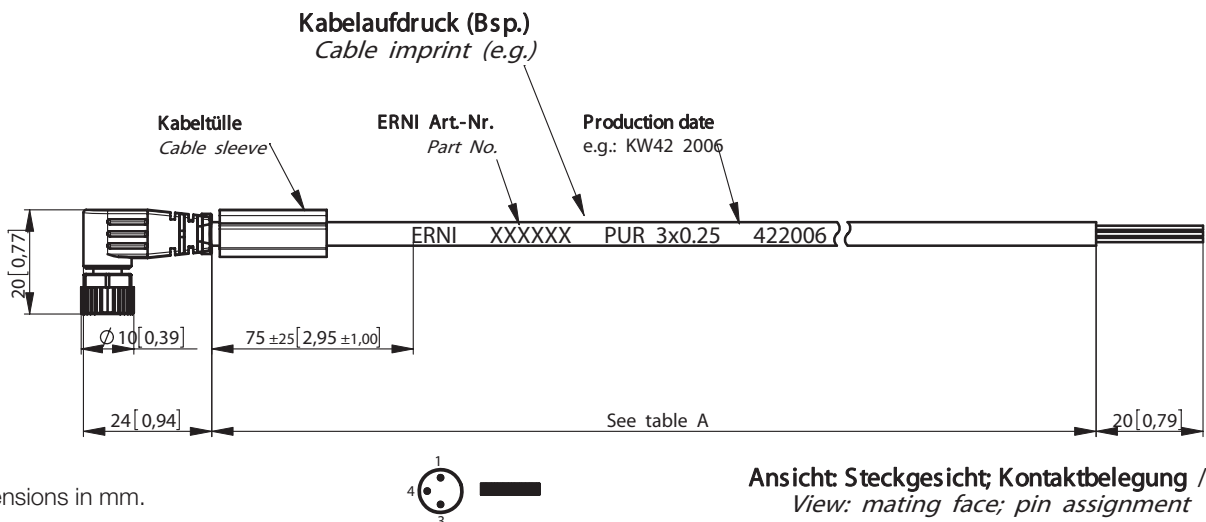 Kabelaufdruck (Bsp.)
Cable imprint (e.g.)
Kabeltülle
Cable sleeve
ERNI Art.-Nr.
Part No.
Production date
e.g.: KW42 2006
ERNI XXXXXX PUR 3x0.25 422006
20[0,77]
Ø10[0,39]
75 ±25[2,95 ±1,00]
24[0,94]
See table A
20[0,79]
ensions in mm.
1
4
3
Ansicht: Steckgesicht; Kontaktbelegung /
View: mating face; pin assignment